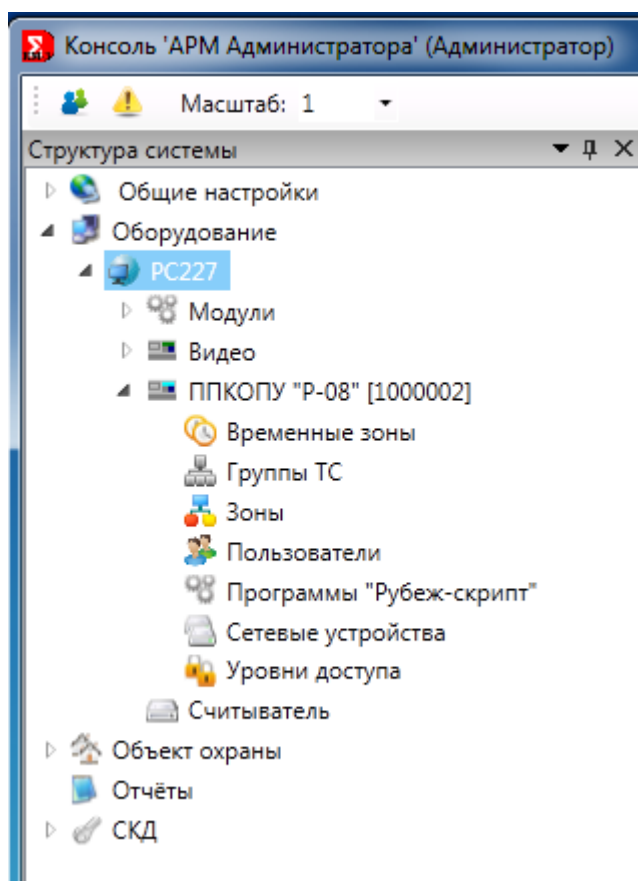 Консоль 'АРМ Администратора' (Администратор)
Масштаб: 1
Структура системы
Общие настройки
Оборудование
PC227
Модули
Видео
ППКОПУ "Р-08" [1000002]
Временные зоны
Группы ТС
Зоны
Пользователи
Программы "Рубеж-скрипт"
Сетевые устройства
Уровни доступа
Считыватель
Объект охраны
Отчёты
СКД